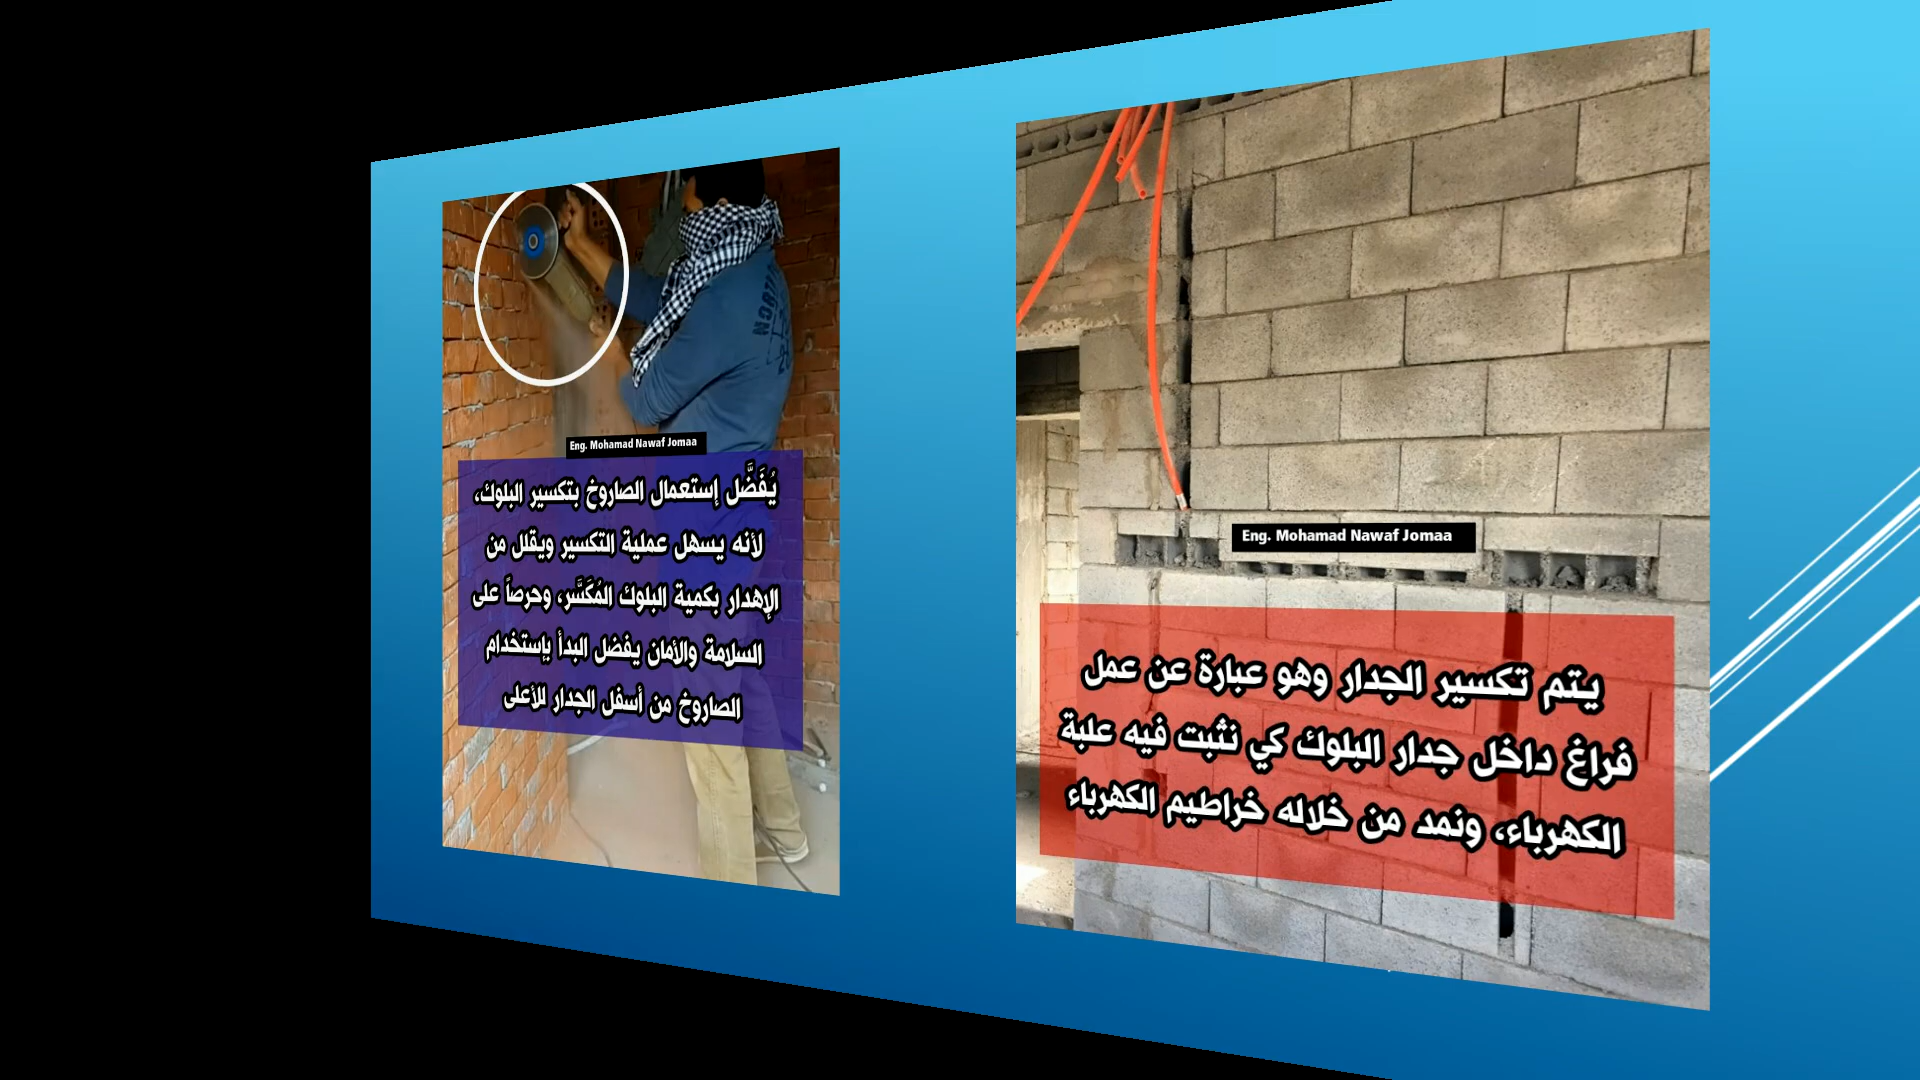 Eng. Mohamad Nawaf Jomaa
يتم تكسير الجدار وهو عبارة عن عمل
فراغ داخل جدار البلوك كي نثبت فيه علبة
الكهرباء، ونمد من خلاله خراطيم الكهرباء
Eng. Mohamad Nawaf Jomaa
يُفَضَّل إستعمال الصاروخ بتكسير البلوك،
لأنه يسهل عملية التكسير ويقلل من
الإهدار بكمية البلوك المُكَسَّر، وحرصاً على
السلامة والأمان يفضل البدأ بإستخدام
الصاروخ من أسفل الجدار للأعلى